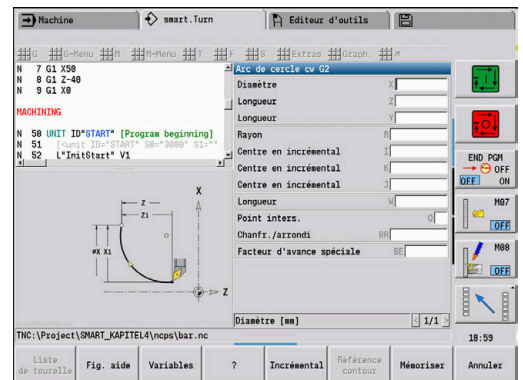 Machine
smart.Turn
Editeur d'outils
G
G-Menu
M
M-Menu
T
F
S
Extras
Graph.
N 7 G1 X50
N 8 G1 Z-40
N 9 G1 X0
MACHINING
N 50 UNIT ID"START" [Program beginning]
N 51 [<unit ID="START" S0="3000" S1=""
N 52 L"InitStart" V1
Arc de cercle cv G2
Diamètre X
Longueur Z
Longueur Y
Rayon R
Centre en incrémental I
Centre en incrémental K
Centre en incrémental J
Longueur W
Point inters. Q
Chanfr./arrondi BR
Facteur d'avance spéciale BE
X
Z
Zi
øX Xi
Z
Diamètre [mm]
1/1
TNC:\Project\SMART_KAPITEL4\ncps\bar.nc
18:59
1
0
END PGM
OFF
OFF ON
M07
OFF
M08
OFF
Liste de tourelle
Fig. aide
Variables
?
Incrémental
Référence contour
Mémoriser
Annuler